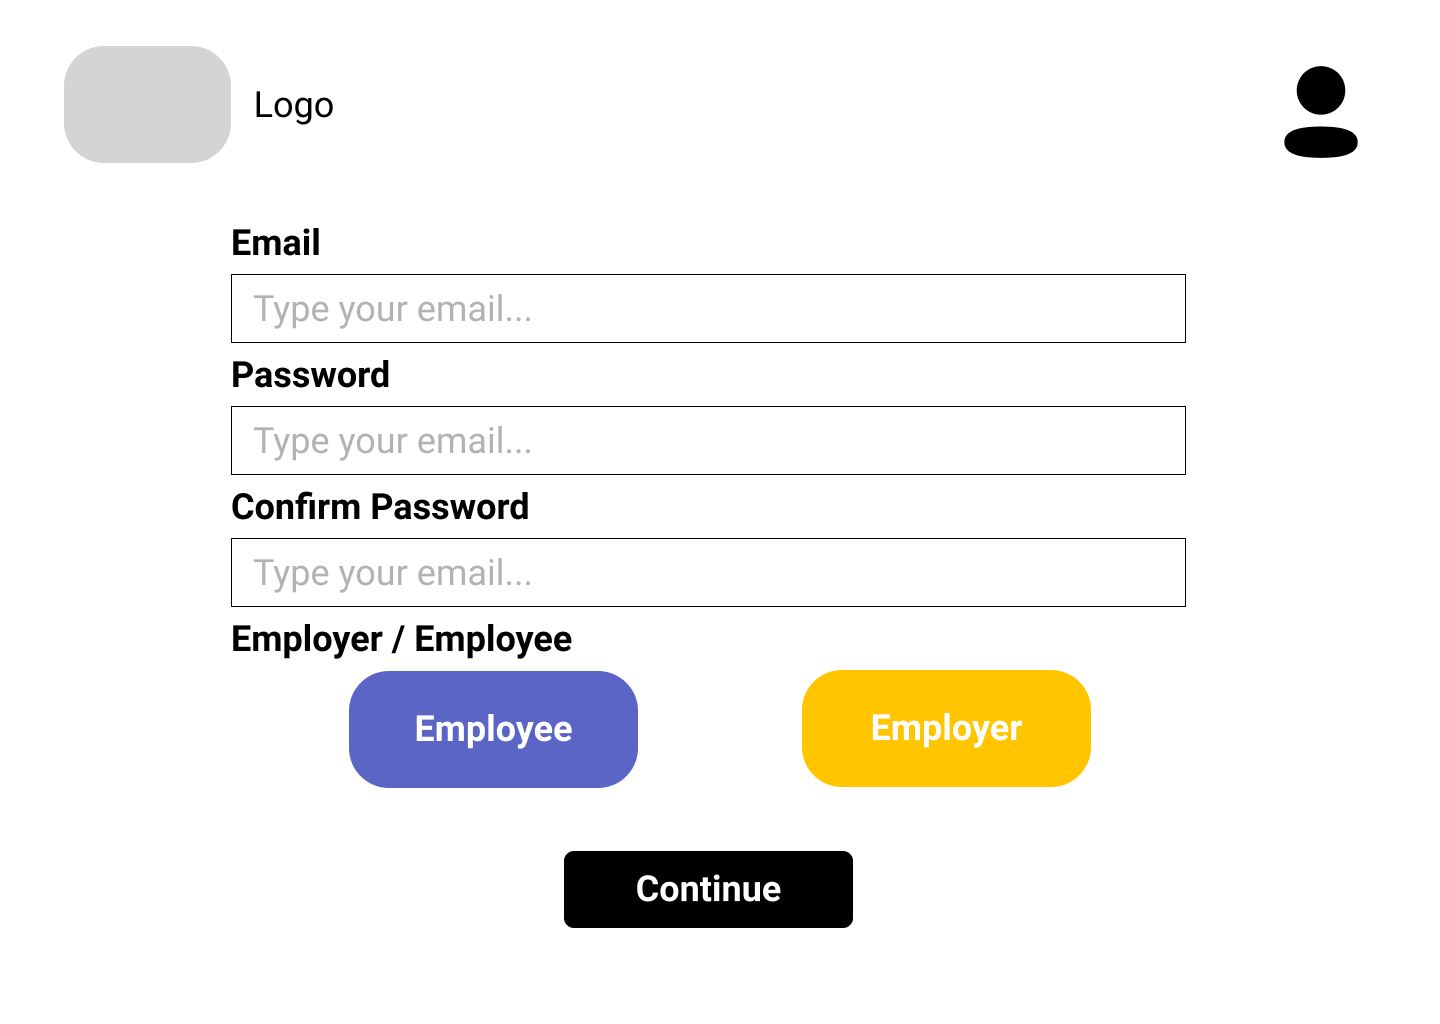 Logo
Email
Type your email...
Password
Type your email...
Confirm Password
Type your email...
Employer / Employee
Employee Employer
Continue